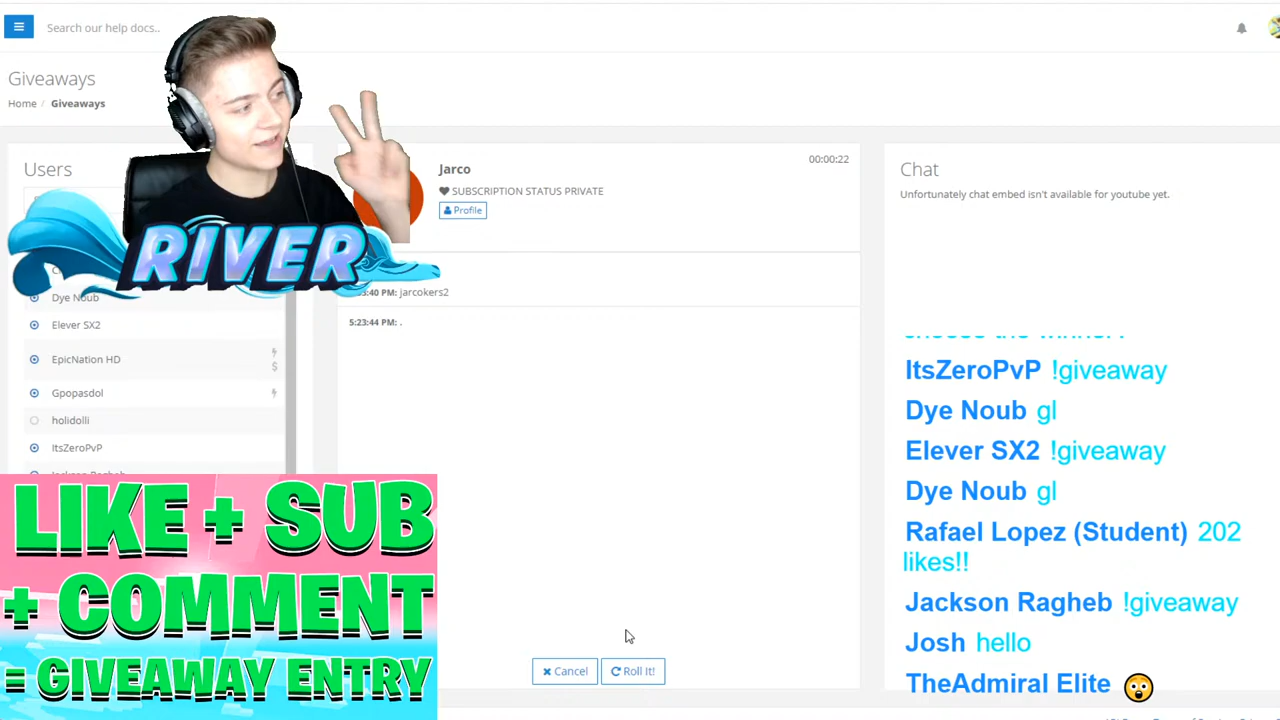 Search our help docs..
Giveaways
Home / Giveaways
Users
Jarco
00:00:22
SUBSCRIPTION STATUS PRIVATE
Profile
Chat
Unfortunately chat embed isn't available for youtube yet.
RIVER
jarcokers2
5:23:44 PM: .
Dye Noub
Elever SX2
EpicNation HD
$
Gpopasdol
holidolli
ItsZeroPvP
ItsZeroPvP !giveaway
Dye Noub gl
Elever SX2 !giveaway
Dye Noub gl
Rafael Lopez (Student) 202
likes!!
Jackson Ragheb !giveaway
Josh hello
TheAdmiral Elite 😲
LIKE + SUB
+ COMMENT
= GIVEAWAY ENTRY
Cancel
Roll It!